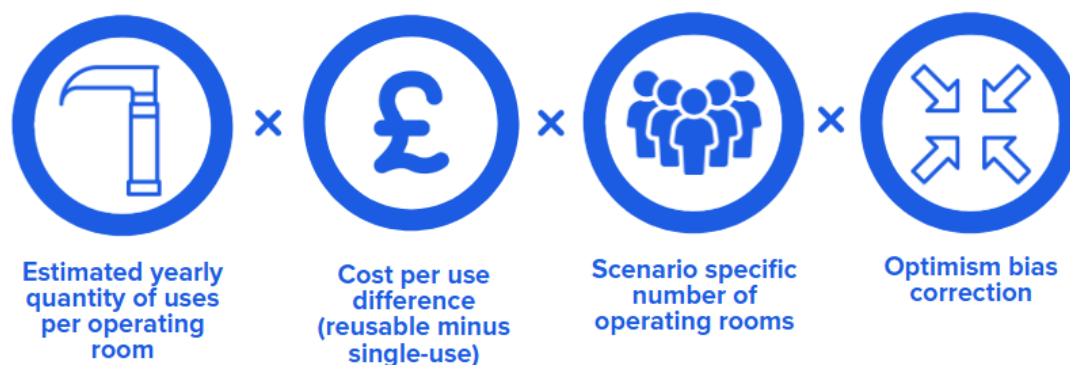 ×
£
×
×
Estimated yearly
quantity of uses
per operating
room
Cost per use
difference
(reusable minus
single-use)
Scenario specific
number of
operating rooms
Optimism bias
correction